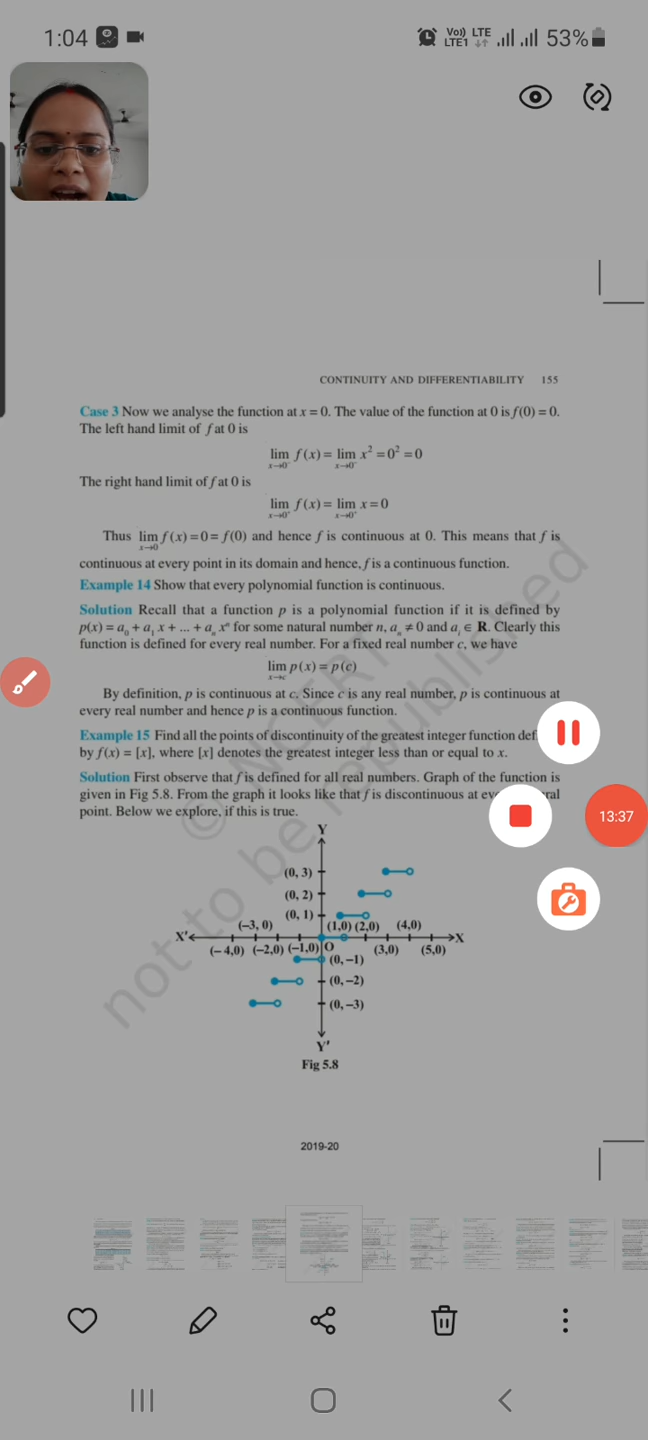 1:04
Vo)) LTE
LTE1
53%
CONTINUITY AND DIFFERENTIABILITY 155
Case 3 Now we analyse the function at x = 0. The value of the function at 0 is f(0) = 0.
The left hand limit of f at 0 is
lim f(x) = lim x² = 0² = 0
x→0⁻ x→0⁻
The right hand limit of f at 0 is
lim f(x) = lim x = 0
x→0⁺ x→0⁺
Thus lim f(x) = 0 = f(0) and hence f is continuous at 0. This means that f is
x→0
continuous at every point in its domain and hence, f is a continuous function.
Example 14 Show that every polynomial function is continuous.
Solution Recall that a function p is a polynomial function if it is defined by
p(x) = a₀ + a₁ x + ... + aₙ xⁿ for some natural number n, aₙ ≠ 0 and aᵢ ∈ R. Clearly this
function is defined for every real number. For a fixed real number c, we have
lim p(x) = p(c)
x→c
By definition, p is continuous at c. Since c is any real number, p is continuous at
every real number and hence p is a continuous function.
Example 15 Find all the points of discontinuity of the greatest integer function def
by f(x) = [x], where [x] denotes the greatest integer less than or equal to x.
Solution First observe that f is defined for all real numbers. Graph of the function is
given in Fig 5.8. From the graph it looks like that f is discontinuous at ev ral
point. Below we explore, if this is true.
13:37
Y
(0, 3)
(0, 2)
(0, 1)
(–3, 0) (1,0) (2,0) (4,0)
X' X
(– 4,0) (–2,0) (–1,0) O (3,0) (5,0)
(0, –1)
(0, –2)
(0, –3)
Y'
Fig 5.8
© NCERT
not to be republished
2019-20